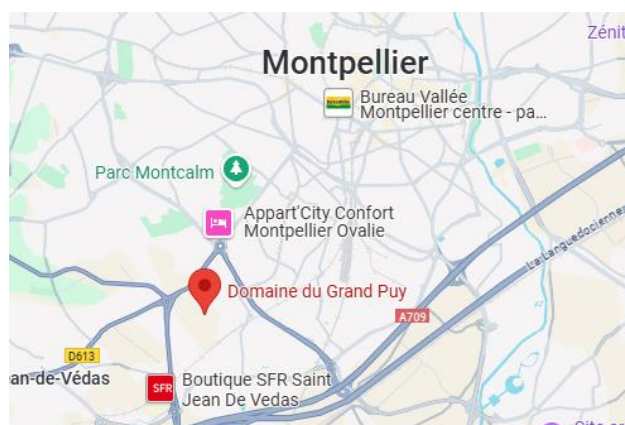 Zénit
Montpellier
Bureau Vallée
Montpellier centre - pa...
Parc Montcalm
Appart'City Confort
Montpellier Ovalie
La Languedocienne
Domaine du Grand Puy
A709
D613
an-de-Védas
SFR
Boutique SFR Saint
Jean De Vedas